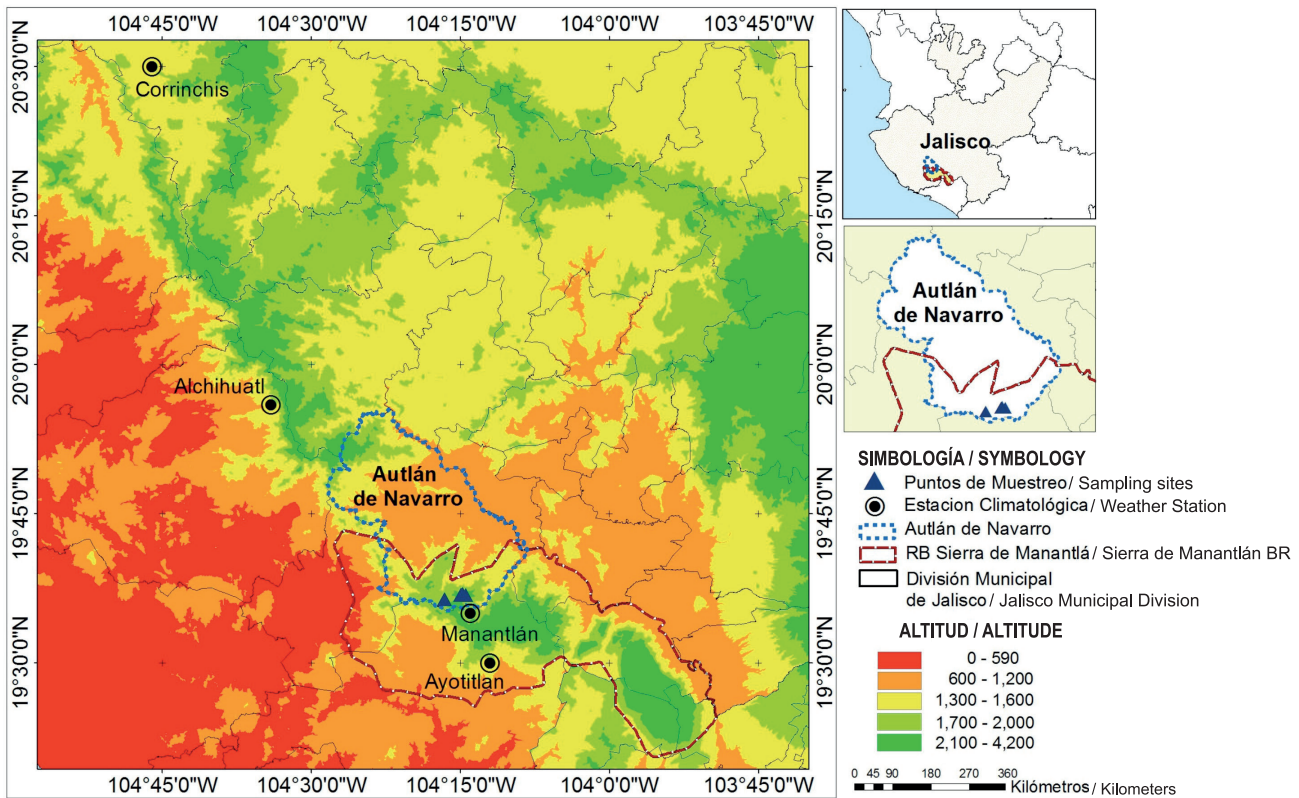 104°45'0"W 104°30'0"W 104°15'0"W 104°0'0"W 103°45'0"W
20°30'0"N
20°15'0"N
20°0'0"N
19°45'0"N
19°30'0"N
Corrinchis
Alchihuatl
Autlán
de Navarro
Manantlán
Ayotitlan
20°30'0"N
20°15'0"N
20°0'0"N
19°45'0"N
19°30'0"N
104°45'0"W 104°30'0"W 104°15'0"W 104°0'0"W 103°45'0"W
Jalisco
Autlán
de Navarro
SIMBOLOGÍA / SYMBOLOGY
Puntos de Muestreo / Sampling sites
Estacion Climatológica / Weather Station
Autlán de Navarro
RB Sierra de Manantlá / Sierra de Manantlán BR
División Municipal
de Jalisco / Jalisco Municipal Division
ALTITUD / ALTITUDE
0 - 590
600 - 1,200
1,300 - 1,600
1,700 - 2,000
2,100 - 4,200
0 45 90 180 270 360
Kilómetros / Kilometers